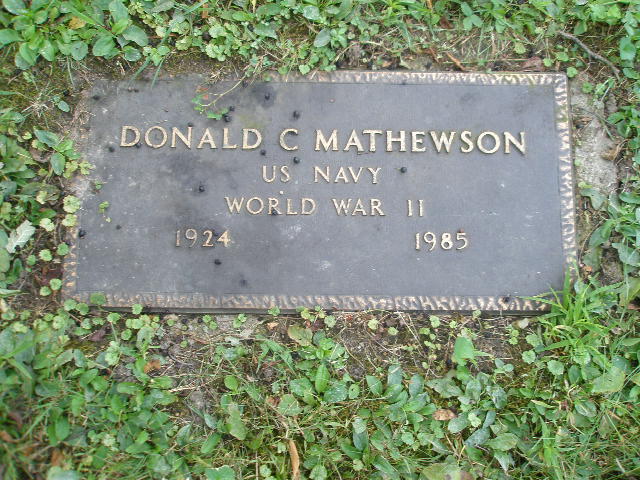 DONALD C MATHEWSON
US NAVY
WORLD WAR II
1924 1985